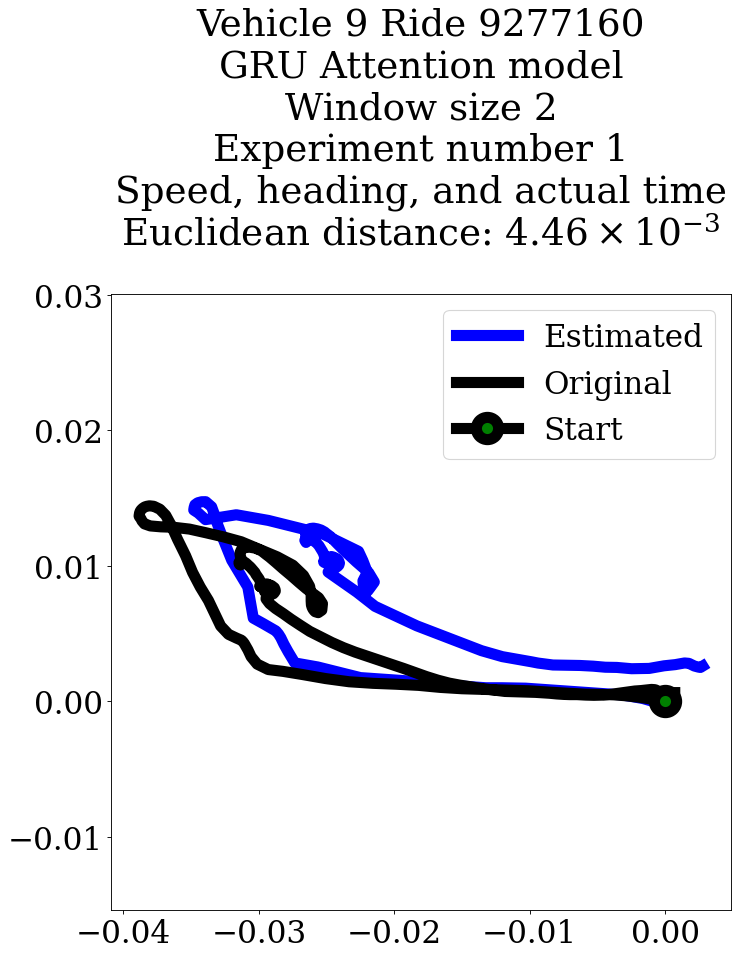 Vehicle 9 Ride 9277160
GRU Attention model
Window size 2
Experiment number 1
Speed, heading, and actual time
Euclidean distance: 4.46 × 10⁻³
0.03
Estimated
Original
Start
0.02
0.01
0.00
−0.01
−0.04 −0.03 −0.02 −0.01 0.00